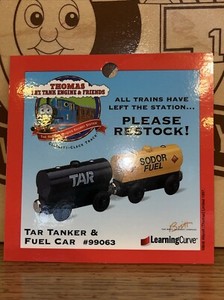 THOMAS
THE TANK ENGINE & FRIENDS
ALL TRAINS HAVE
LEFT THE STATION...
PLEASE
RESTOCK!
TAR
SODOR
FUEL
TAR TANKER &
FUEL CAR #99063
LearningCurve